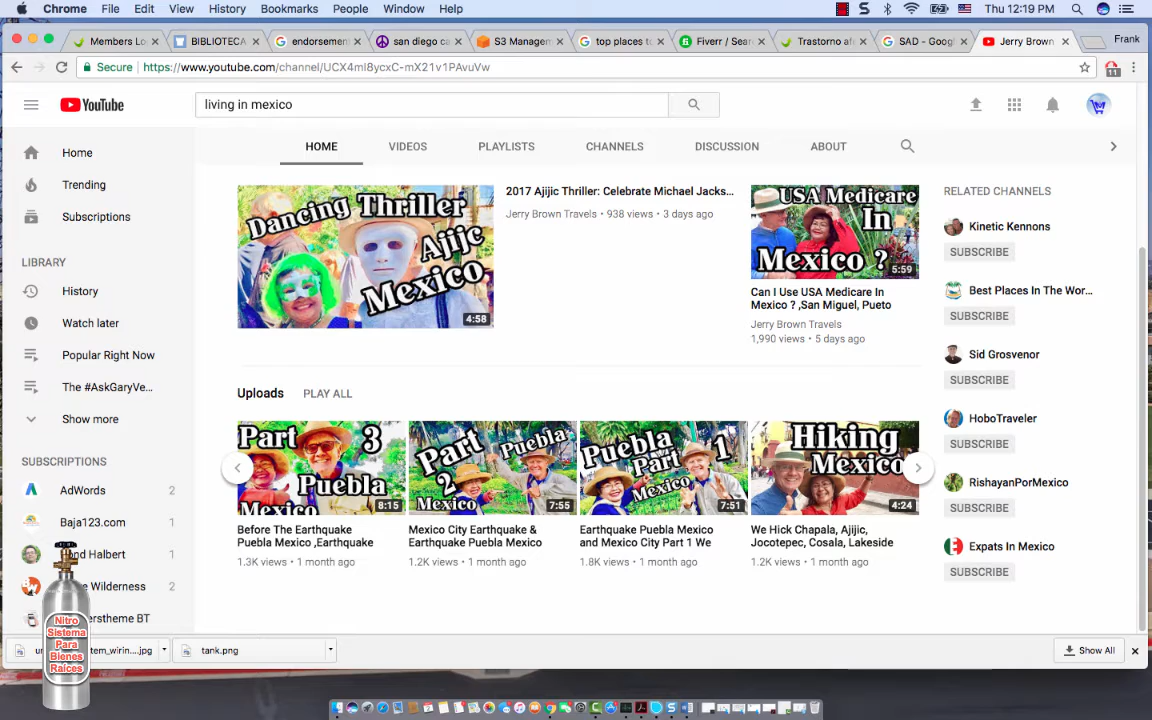 Chrome File Edit View History Bookmarks People Window Help Thu 12:19 PM
Members Lo BIBLIOTECA endorsement san diego ca S3 Managem top places to Fiverr / Sear Trastorno af SAD - Goog Jerry Brown Frank
Secure https://www.youtube.com/channel/UCX4mI8ycxC-mX21v1PAvuVw 11
YouTube living in mexico
HOME VIDEOS PLAYLISTS CHANNELS DISCUSSION ABOUT
Home
Trending
Subscriptions
LIBRARY
History
Watch later
Popular Right Now
The #AskGaryVe...
Show more
SUBSCRIPTIONS
AdWords 2
Baja123.com 1
ond Halbert 1
e Wilderness 2
erstheme BT
Dancing Thriller
Ajijic
Mexico
4:58
2017 Ajijic Thriller: Celebrate Michael Jacks...
Jerry Brown Travels • 938 views • 3 days ago
USA Medicare
In
Mexico ?
5:59
Can I Use USA Medicare In
Mexico ? ,San Miguel, Pueto
Jerry Brown Travels
1,990 views • 5 days ago
RELATED CHANNELS
Kinetic Kennons
SUBSCRIBE
Best Places In The Wor...
SUBSCRIBE
Sid Grosvenor
SUBSCRIBE
HoboTraveler
SUBSCRIBE
RishayanPorMexico
SUBSCRIBE
Expats In Mexico
SUBSCRIBE
Uploads PLAY ALL
Part 3
Puebla
Mexico
8:15
Before The Earthquake
Puebla Mexico ,Earthquake
1.3K views • 1 month ago
Part Puebla
2
Mexico
7:55
Mexico City Earthquake &
Earthquake Puebla Mexico
1.2K views • 1 month ago
Puebla
Part 1
Mexico
7:51
Earthquake Puebla Mexico
and Mexico City Part 1 We
1.8K views • 1 month ago
Hiking
Mexico
4:24
We Hick Chapala, Ajijic,
Jocotepec, Cosala, Lakeside
1.2K views • 1 month ago
Nitro
Sistema
Para
Bienes
Raices
tem_wirin....jpg tank.png Show All